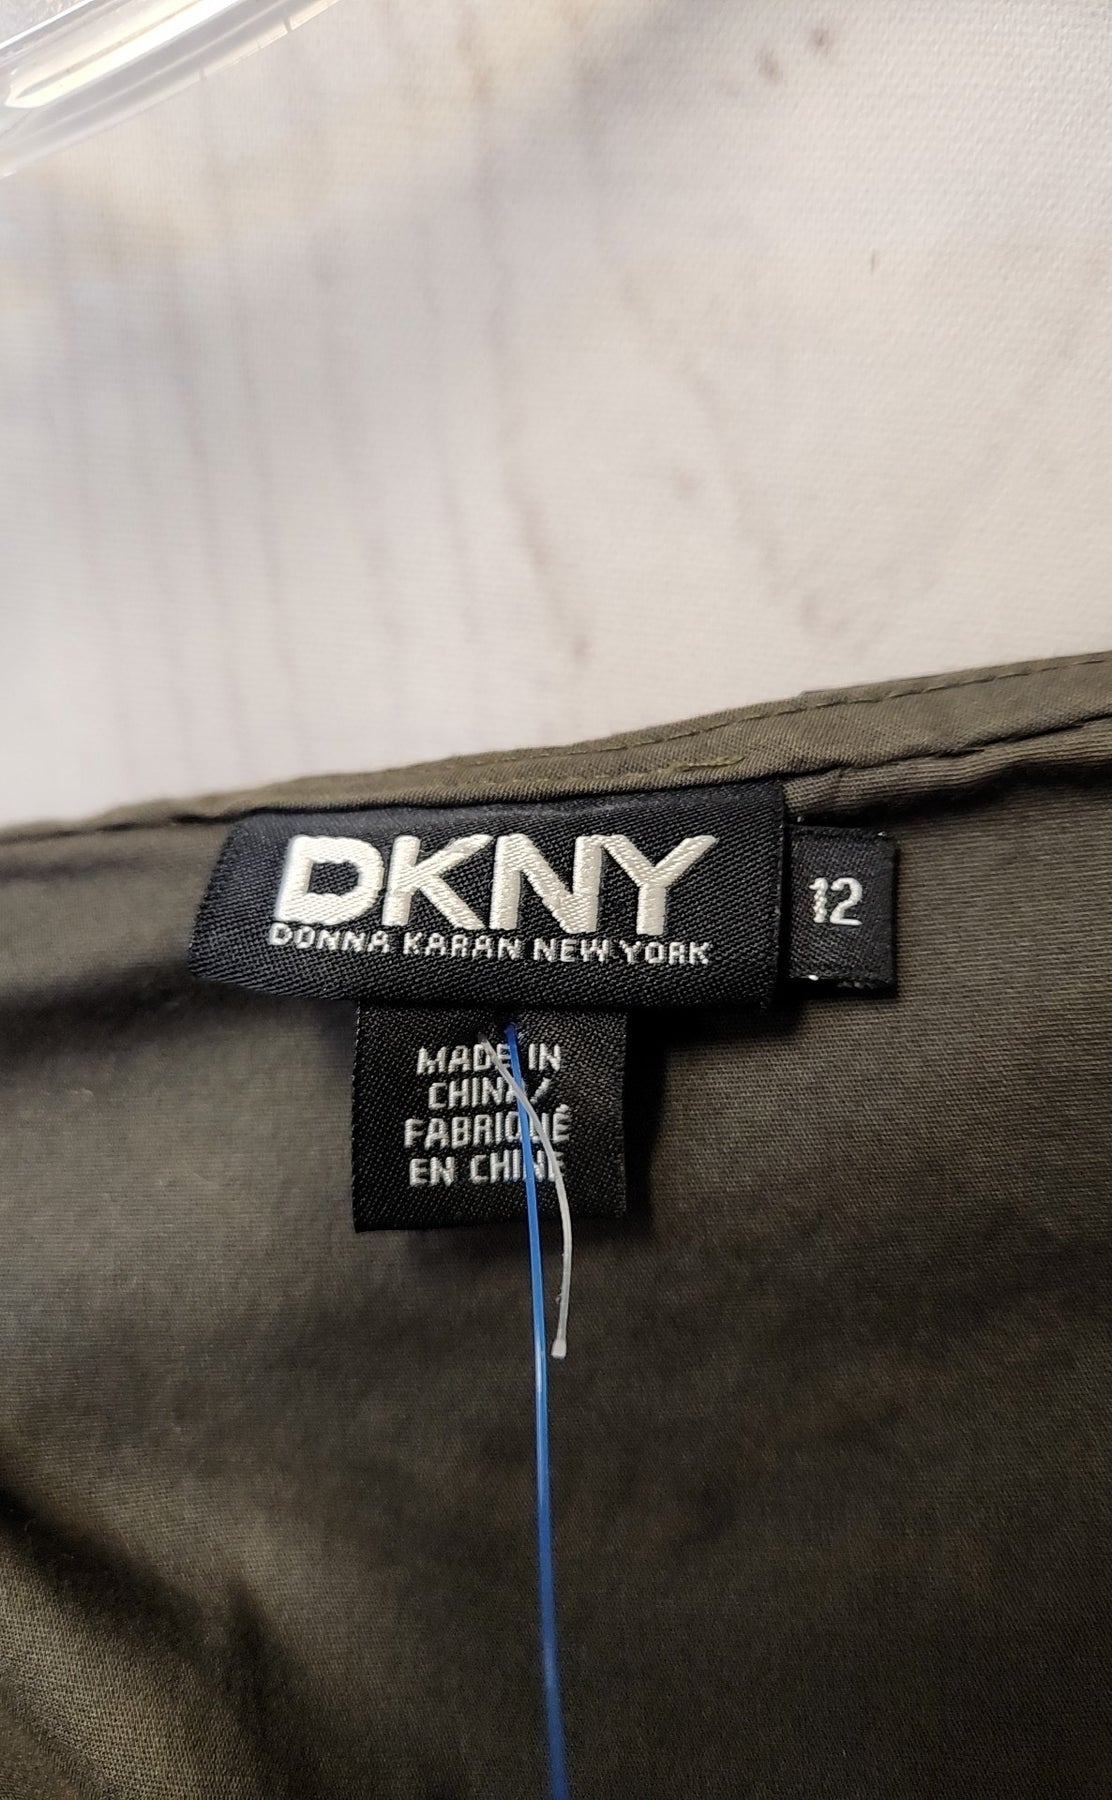 DKNY
DONNA KARAN NEW YORK
12
MADE IN
CHINA/
FABRIQUÉ
EN CHINE